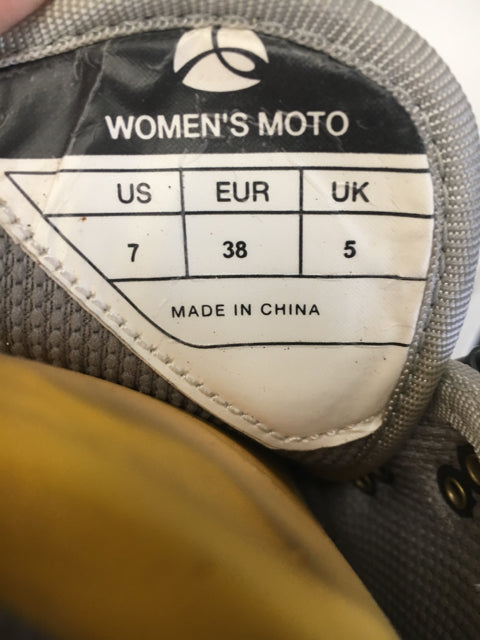 WOMEN'S MOTO
US EUR UK
7 38 5
MADE IN CHINA